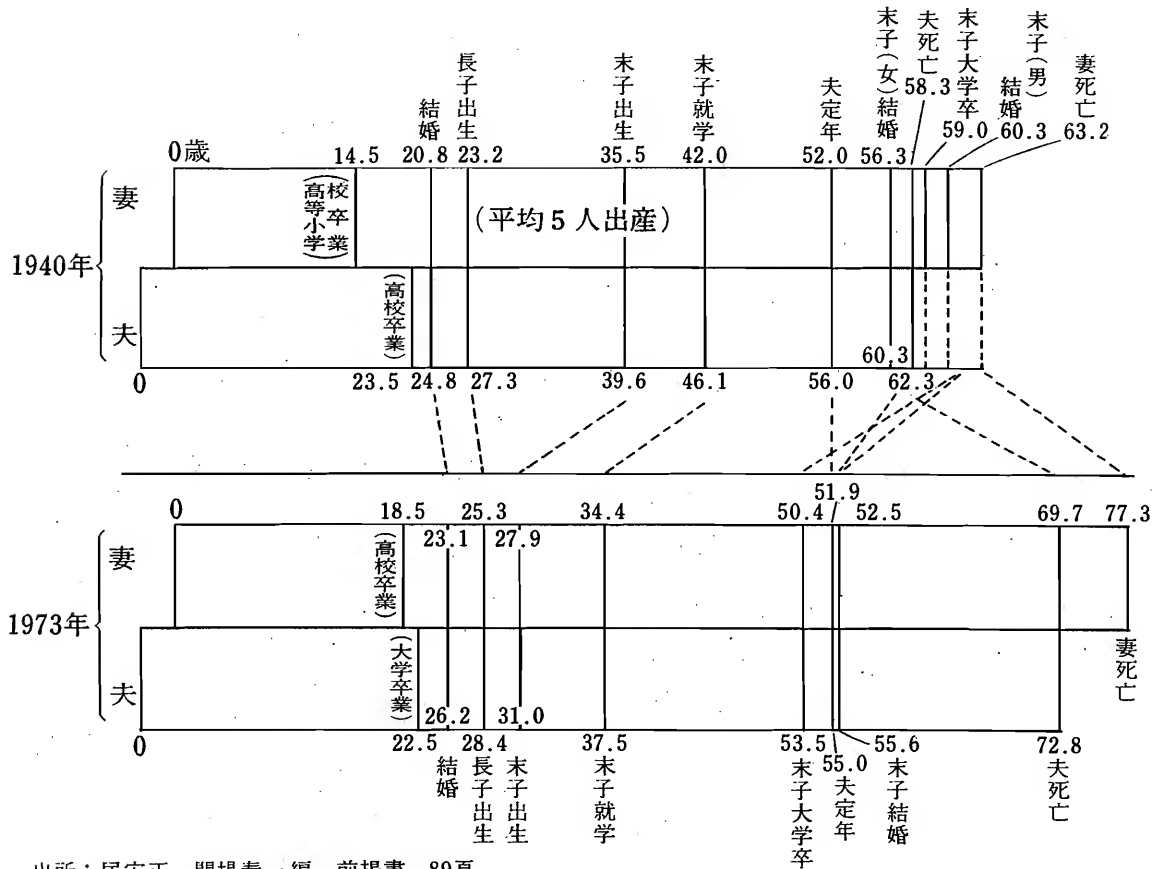 末子(女)結婚
夫死亡
末子大学卒
末子(男)結婚
妻死亡
長子出生
結婚
末子出生
末子就学
夫定年
58.3
0歳 14.5 20.8 23.2 35.5 42.0 52.0 56.3 59.0 60.3 63.2
1940年
妻
(高等小学校卒業)
(平均5人出産)
夫
(高校卒業)
60.3
0 23.5 24.8 27.3 39.6 46.1 56.0 62.3
51.9
0 18.5 25.3 34.4 50.4 52.5 69.7 77.3
23.1 27.9
1973年
妻
(高校卒業)
夫
(大学卒業)
妻死亡
26.2 31.0
0 22.5 28.4 37.5 53.5 55.6 72.8
55.0
結婚
長子出生
末子出生
末子就学
末子大学卒
夫定年
末子結婚
夫死亡